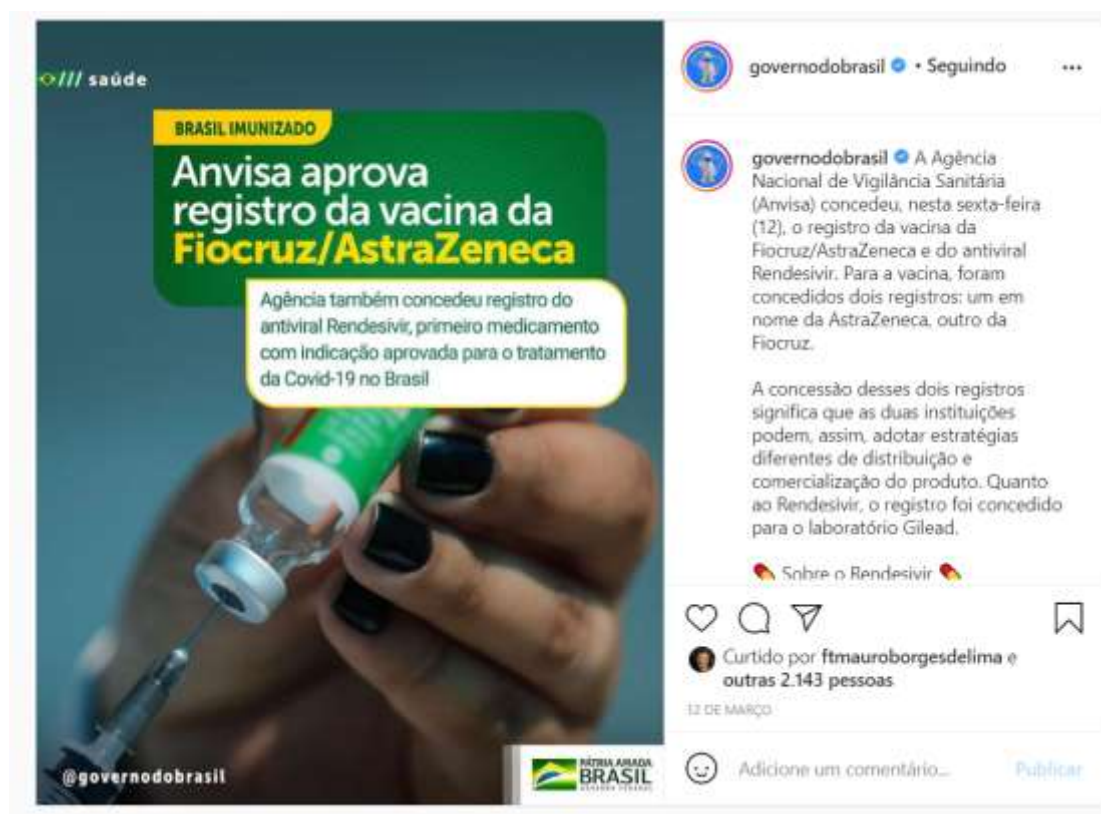 /// saúde
BRASIL IMUNIZADO
Anvisa aprova
registro da vacina da
Fiocruz/AstraZeneca
Agência também concedeu registro do
antiviral Rendesivir, primeiro medicamento
com indicação aprovada para o tratamento
da Covid-19 no Brasil
@governodobrasil
PÁTRIA AMADA
BRASIL
GOVERNO FEDERAL
governodobrasil • Seguindo
governodobrasil A Agência
Nacional de Vigilância Sanitária
(Anvisa) concedeu, nesta sexta-feira
(12), o registro da vacina da
Fiocruz/AstraZeneca e do antiviral
Rendesivir. Para a vacina, foram
concedidos dois registros: um em
nome da AstraZeneca, outro da
Fiocruz.
A concessão desses dois registros
significa que as duas instituições
podem, assim, adotar estratégias
diferentes de distribuição e
comercialização do produto. Quanto
ao Rendesivir, o registro foi concedido
para o laboratório Gilead.
Sobre o Rendesivir
Curtido por ftmauroborgesdelima e
outras 2.143 pessoas
12 DE MARÇO
Adicione um comentário...
Publicar